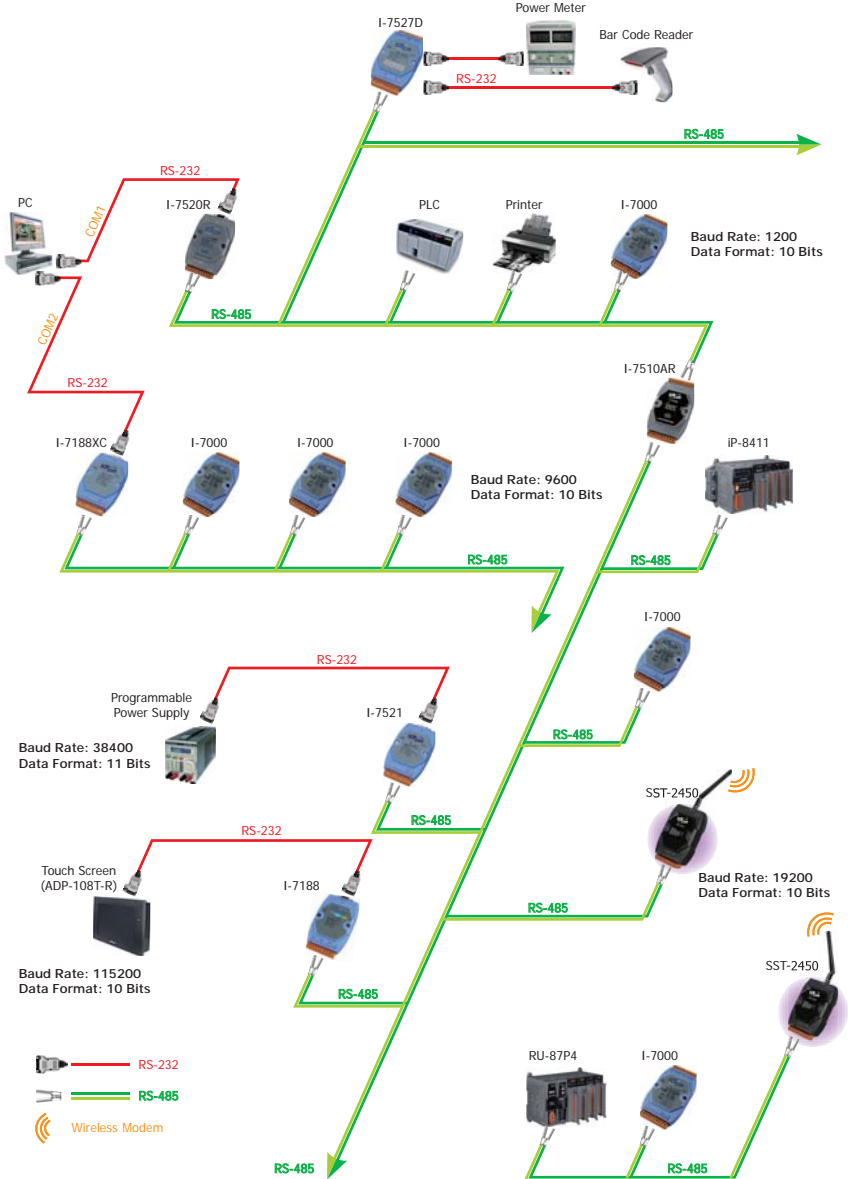 I-7527D
Power Meter
Bar Code Reader
RS-232
RS-485
RS-232
PC
COM1
I-7520R
PLC
Printer
I-7000
Baud Rate: 1200
Data Format: 10 Bits
RS-485
COM2
RS-232
I-7510AR
I-7188XC
I-7000
I-7000
I-7000
iP-8411
Baud Rate: 9600
Data Format: 10 Bits
RS-485
RS-485
I-7000
RS-232
Programmable
Power Supply
I-7521
Baud Rate: 38400
Data Format: 11 Bits
RS-485
SST-2450
RS-485
RS-232
Touch Screen
(ADP-108T-R)
I-7188
Baud Rate: 19200
Data Format: 10 Bits
RS-485
SST-2450
Baud Rate: 115200
Data Format: 10 Bits
RS-485
RU-87P4
I-7000
RS-232
RS-485
Wireless Modem
RS-485
RS-485